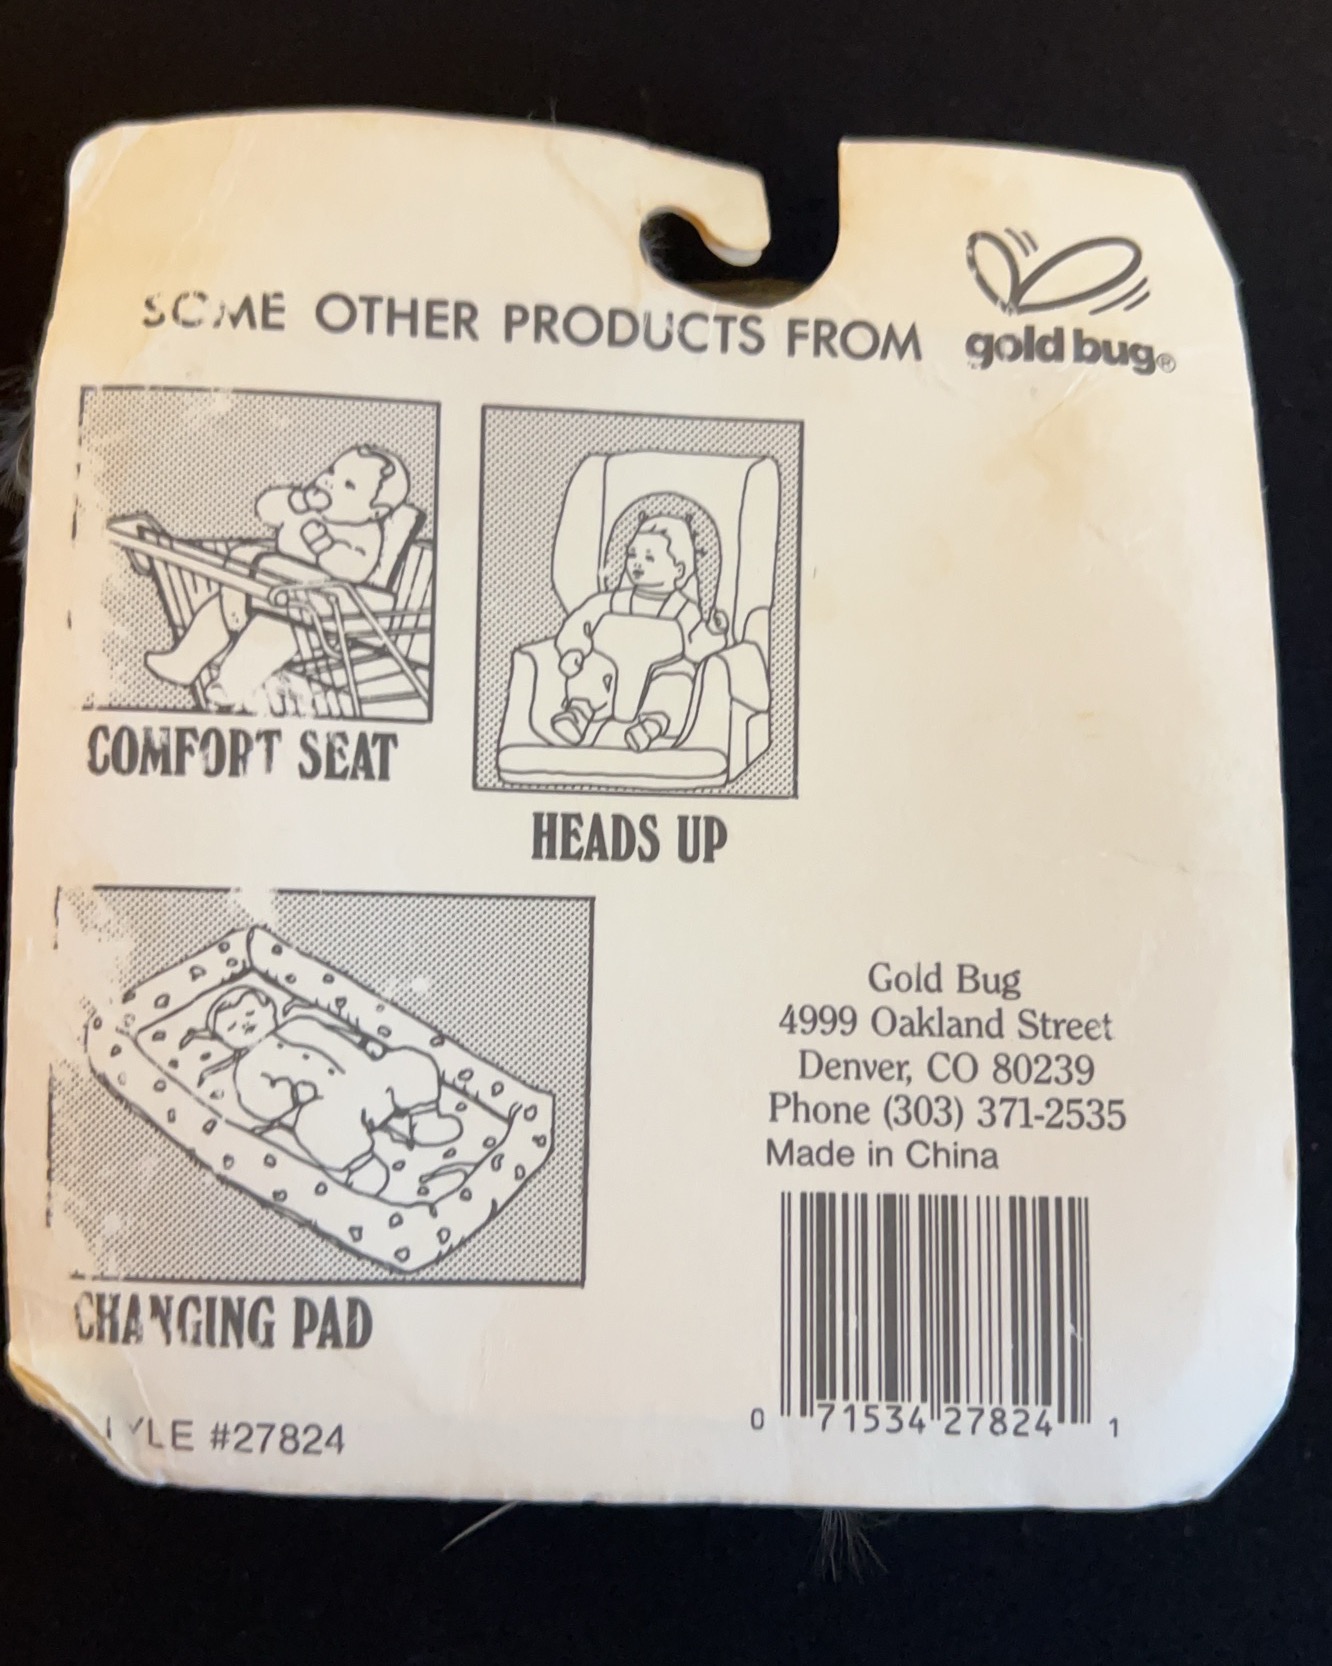 SOME OTHER PRODUCTS FROM
gold bug®
COMFORT SEAT
HEADS UP
CHANGING PAD
Gold Bug
4999 Oakland Street
Denver, CO 80239
Phone (303) 371-2535
Made in China
0 71534 27824 1
#27824